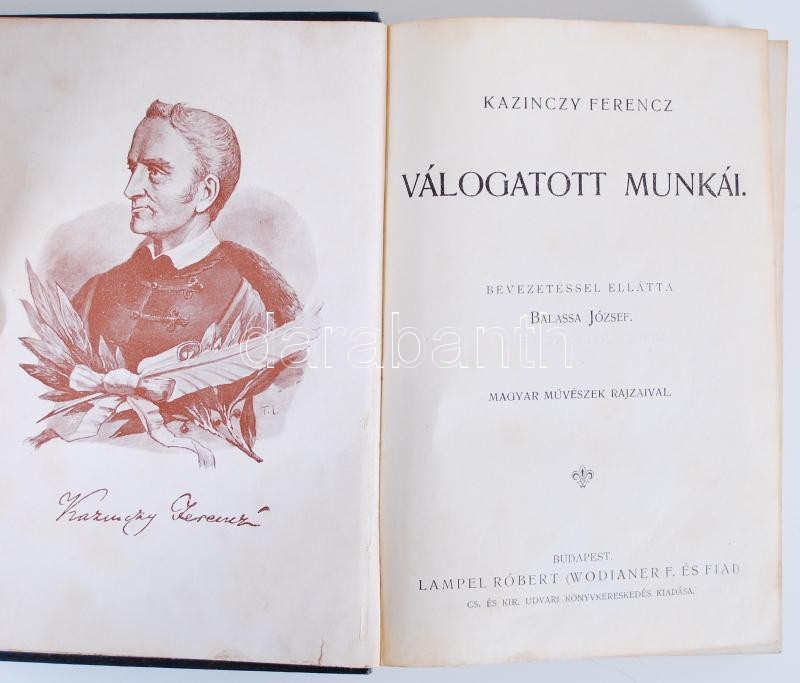 T. L.
Kazinczy Ferencz
KAZINCZY FERENCZ
VÁLOGATOTT MUNKÁI.
BEVEZETÉSSEL ELLÁTTA
BALASSA JÓZSEF.
MAGYAR MŰVÉSZEK RAJZAIVAL.
BUDAPEST.
LAMPEL RÓBERT (WODIANER F. ÉS FIAI)
CS. ÉS KIR. UDVARI KÖNYVKERESKEDÉS KIADÁSA.
darabanth